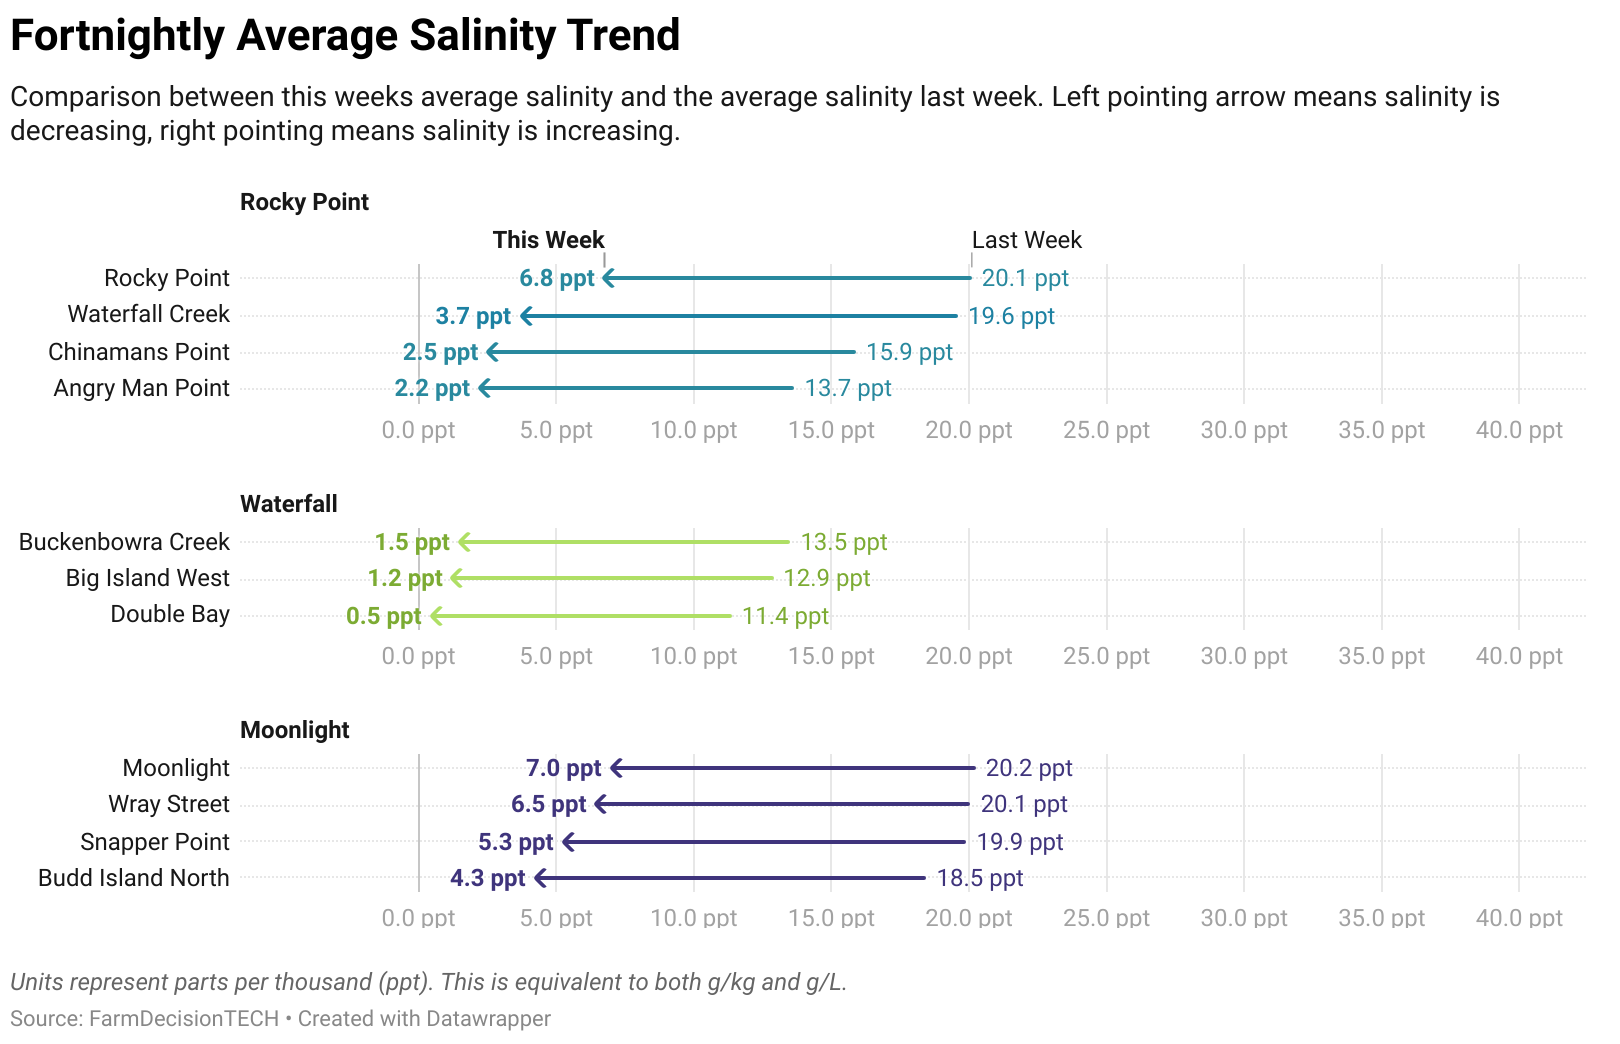 Fortnightly Average Salinity Trend
Comparison between this weeks average salinity and the average salinity last week. Left pointing arrow means salinity is
decreasing, right pointing means salinity is increasing.
Rocky Point
This Week Last Week
Rocky Point 6.8 ppt 20.1 ppt
Waterfall Creek 3.7 ppt 19.6 ppt
Chinamans Point 2.5 ppt 15.9 ppt
Angry Man Point 2.2 ppt 13.7 ppt
0.0 ppt 5.0 ppt 10.0 ppt 15.0 ppt 20.0 ppt 25.0 ppt 30.0 ppt 35.0 ppt 40.0 ppt
Waterfall
Buckenbowra Creek 1.5 ppt 13.5 ppt
Big Island West 1.2 ppt 12.9 ppt
Double Bay 0.5 ppt 11.4 ppt
0.0 ppt 5.0 ppt 10.0 ppt 15.0 ppt 20.0 ppt 25.0 ppt 30.0 ppt 35.0 ppt 40.0 ppt
Moonlight
Moonlight 7.0 ppt 20.2 ppt
Wray Street 6.5 ppt 20.1 ppt
Snapper Point 5.3 ppt 19.9 ppt
Budd Island North 4.3 ppt 18.5 ppt
0.0 ppt 5.0 ppt 10.0 ppt 15.0 ppt 20.0 ppt 25.0 ppt 30.0 ppt 35.0 ppt 40.0 ppt
Units represent parts per thousand (ppt). This is equivalent to both g/kg and g/L.
Source: FarmDecisionTECH • Created with Datawrapper